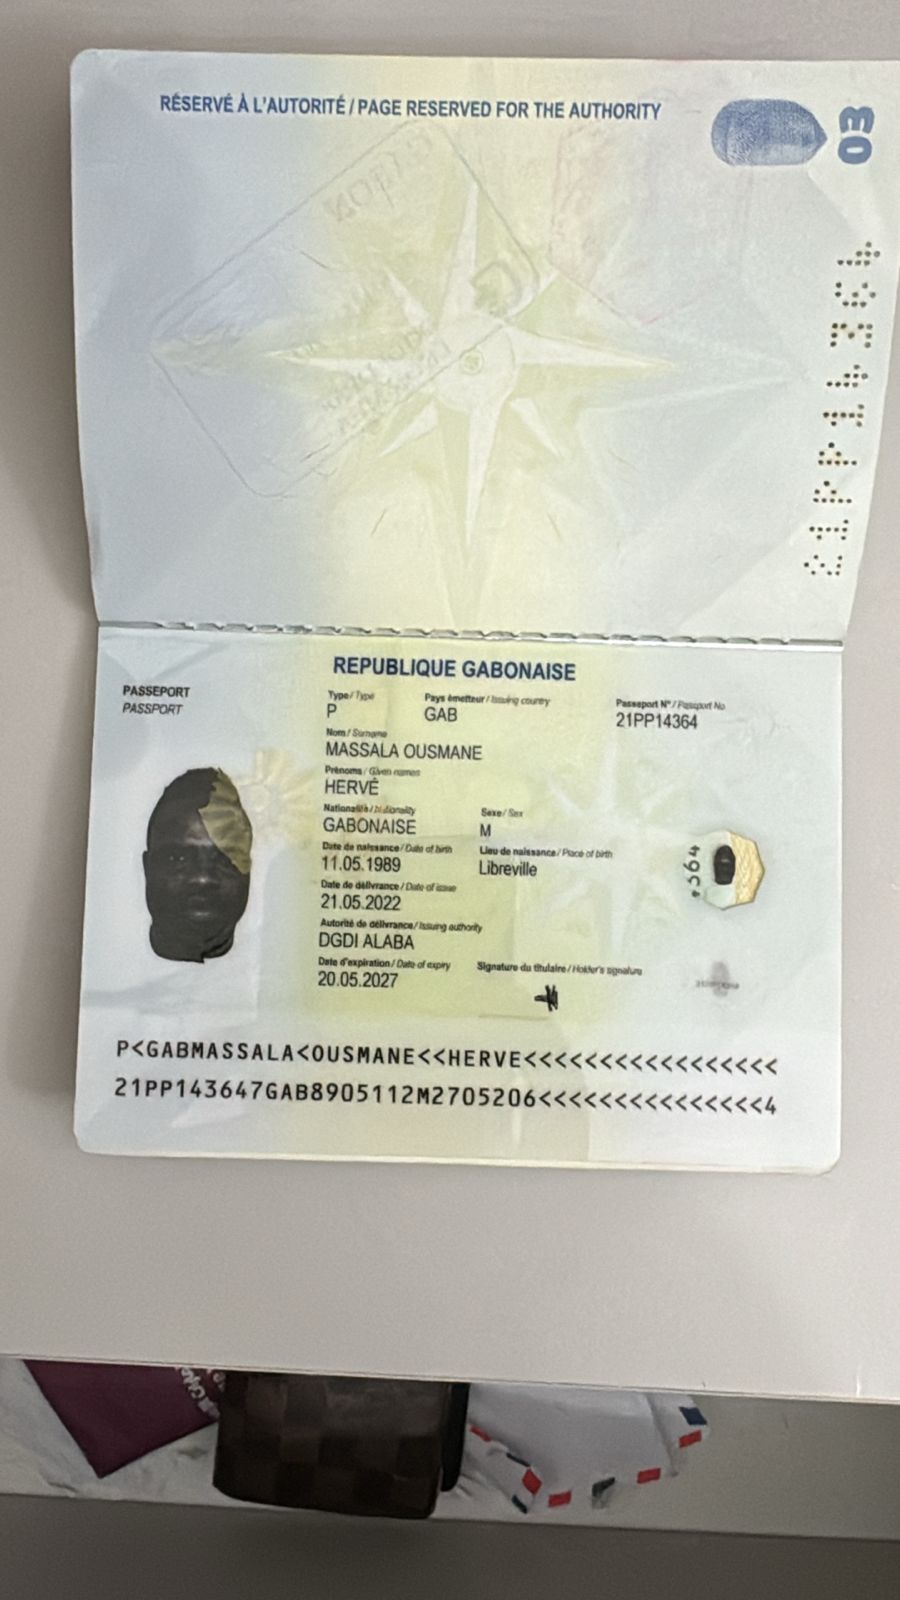 RÉSERVÉ À L'AUTORITÉ / PAGE RESERVED FOR THE AUTHORITY
03
21PP14364
REPUBLIQUE GABONAISE
PASSEPORT
PASSPORT
Type / Type
P
Pays émetteur / Issuing country
GAB
Passeport N° / Passport No
21PP14364
Nom / Surname
MASSALA OUSMANE
Prénoms / Given names
HERVÉ
Nationalité / Nationality
GABONAISE
Sexe / Sex
M
Date de naissance / Date of birth
11.05.1989
Lieu de naissance / Place of birth
Libreville
Date de délivrance / Date of issue
21.05.2022
Autorité de délivrance / Issuing authority
DGDI ALABA
Date d'expiration / Date of expiry
20.05.2027
Signature du titulaire / Holder's signature
P<GABMASSALA<OUSMANE<<HERVE<<<<<<<<<<<<<<<<<
21PP143647GAB8905112M2705206<<<<<<<<<<<<<<<4